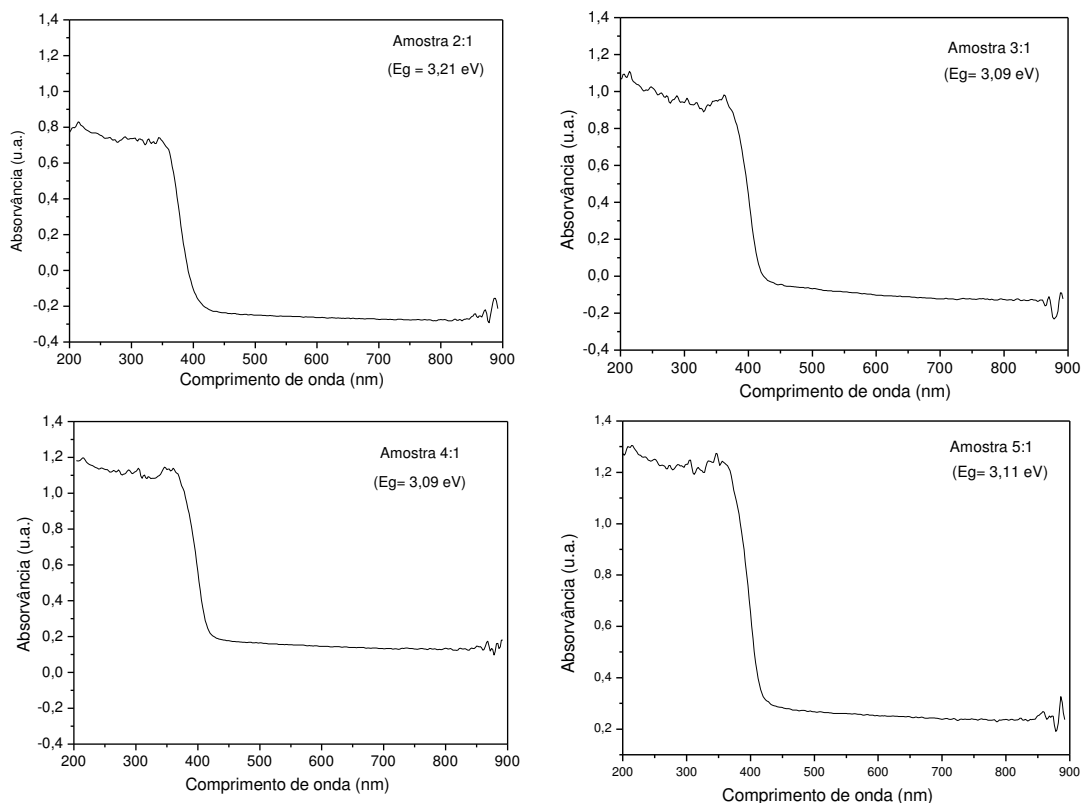 1,4
1,2
1,0
0,8
0,6
0,4
0,2
0,0
-0,2
-0,4
Absorvância (u.a.)
Amostra 2:1
(Eg = 3,21 eV)
200 300 400 500 600 700 800 900
Comprimento de onda (nm)
1,4
1,2
1,0
0,8
0,6
0,4
0,2
0,0
-0,2
-0,4
Absorvância (u.a.)
Amostra 3:1
(Eg= 3,09 eV)
200 300 400 500 600 700 800 900
Comprimento de onda (nm)
1,4
1,2
1,0
0,8
0,6
0,4
0,2
0,0
-0,2
-0,4
Absorvância (u.a.)
Amostra 4:1
(Eg= 3,09 eV)
200 300 400 500 600 700 800 900
Comprimento de onda (nm)
1,4
1,2
1,0
0,8
0,6
0,4
0,2
Absorvância (u.a.)
Amostra 5:1
(Eg= 3,11 eV)
200 300 400 500 600 700 800 900
Comprimento de onda (nm)